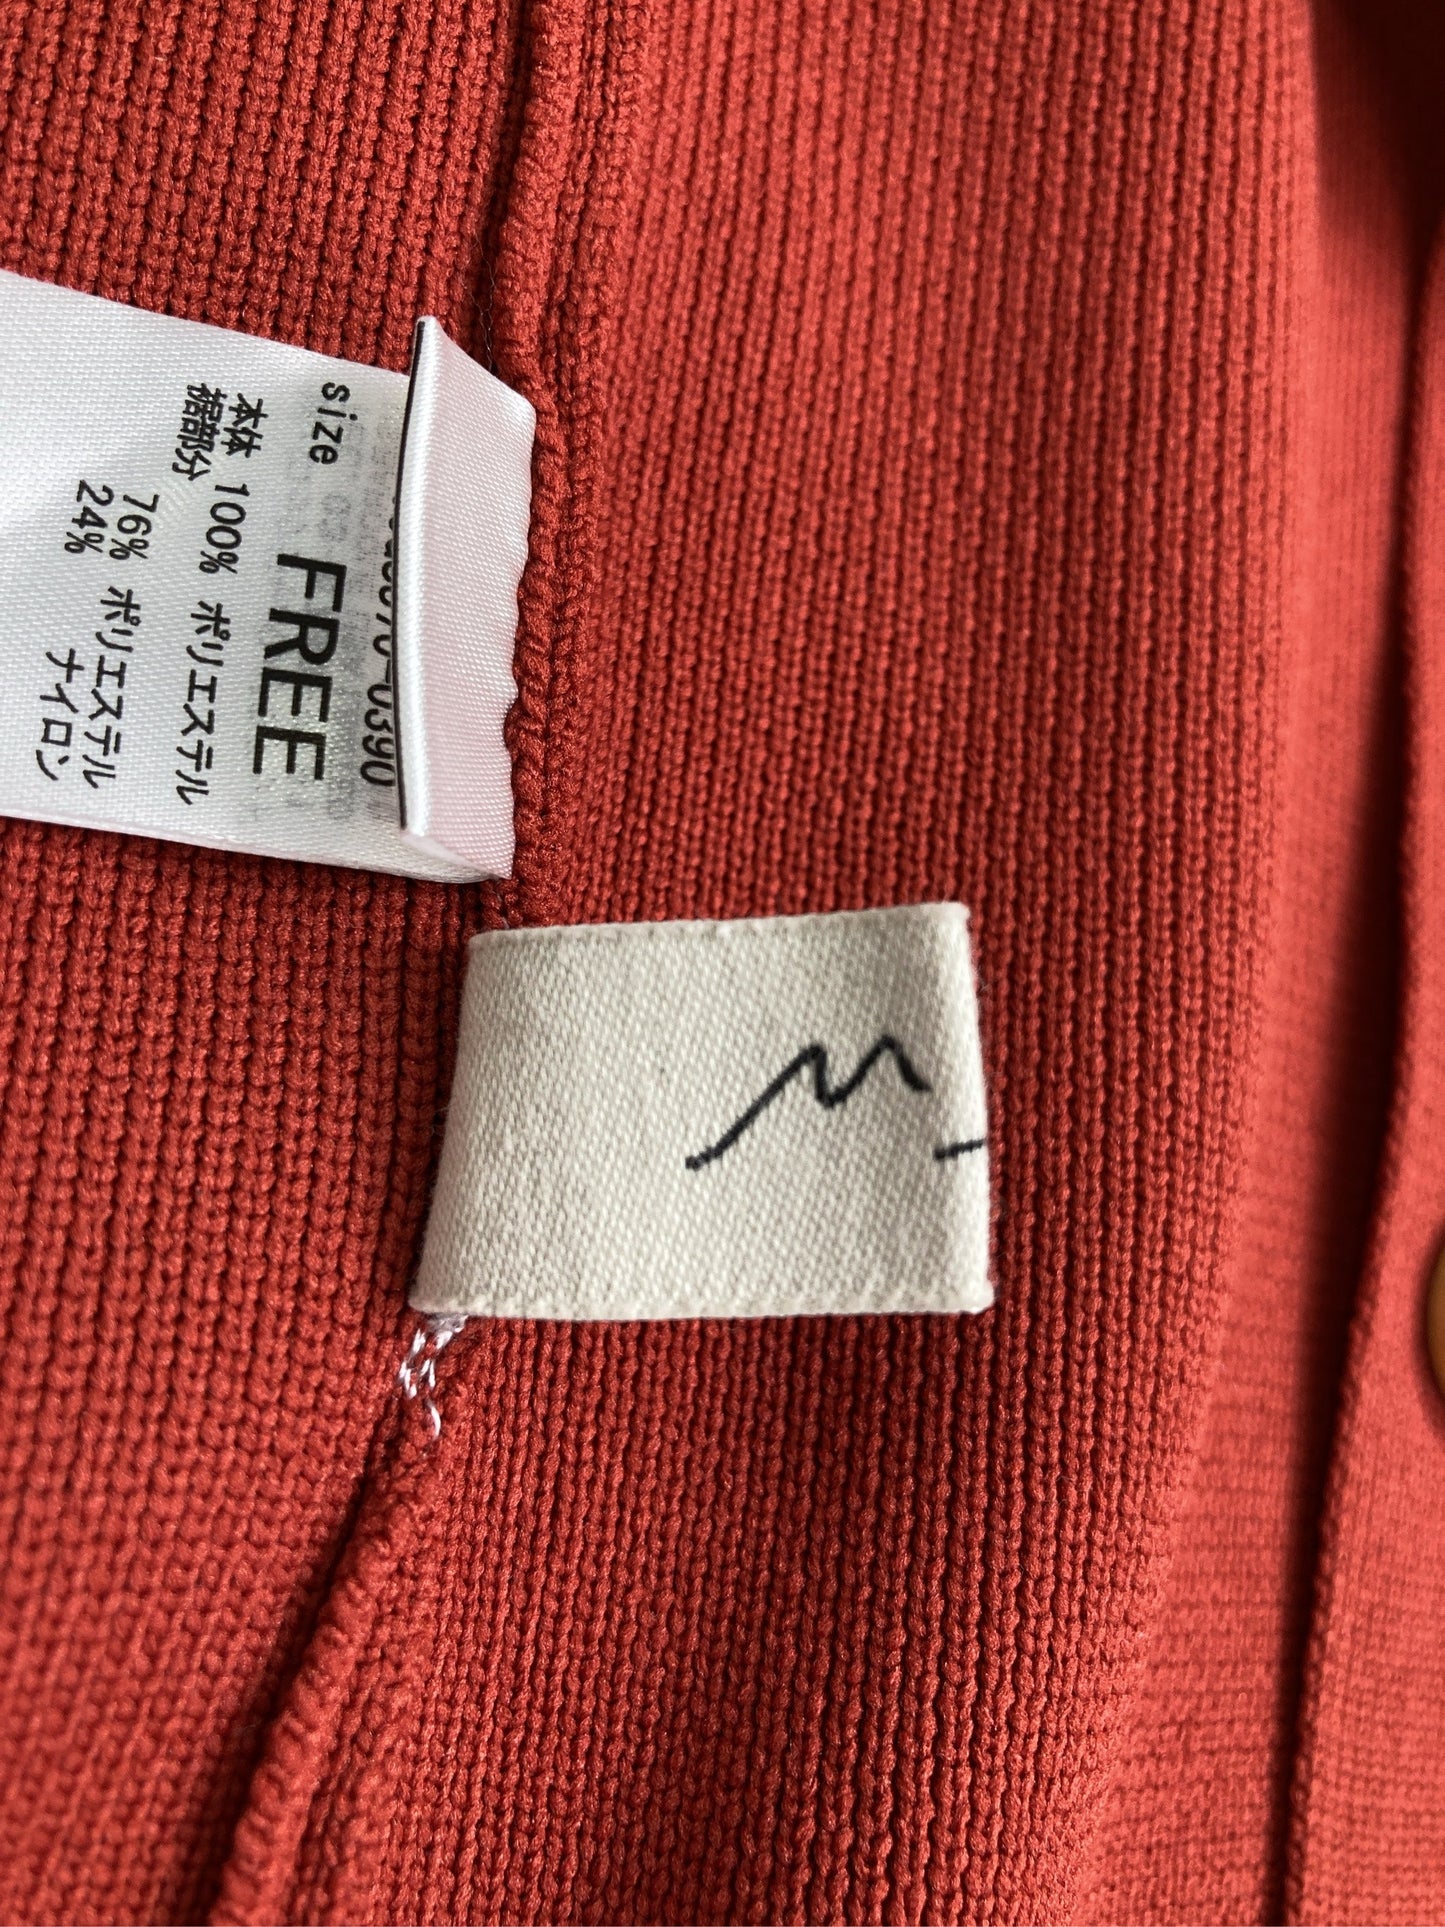 0390
size FREE
本体 100% ポリエステル
裾部分
76% ポリエステル
24% ナイロン